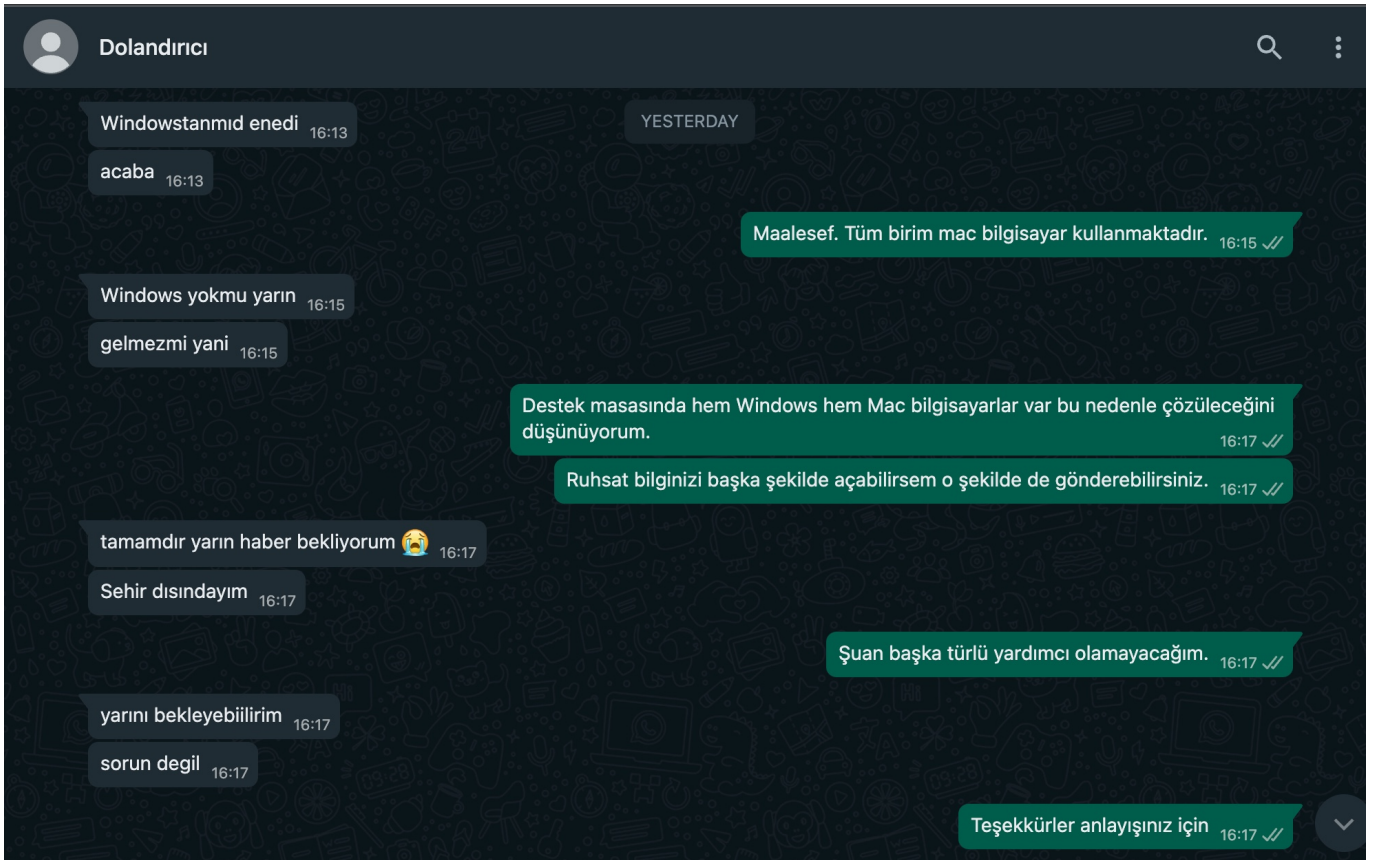 Dolandırıcı
YESTERDAY
Windowstanmıd enedi 16:13
acaba 16:13
Maalesef. Tüm birim mac bilgisayar kullanmaktadır. 16:15
Windows yokmu yarın 16:15
gelmezmi yani 16:15
Destek masasında hem Windows hem Mac bilgisayarlar var bu nedenle çözüleceğini
düşünüyorum. 16:17
Ruhsat bilginizi başka şekilde açabilirsem o şekilde de gönderebilirsiniz. 16:17
tamamdır yarın haber bekliyorum 😭 16:17
Sehir dısındayım 16:17
Şuan başka türlü yardımcı olamayacağım. 16:17
yarını bekleyebiilirim 16:17
sorun degil 16:17
Teşekkürler anlayışınız için 16:17